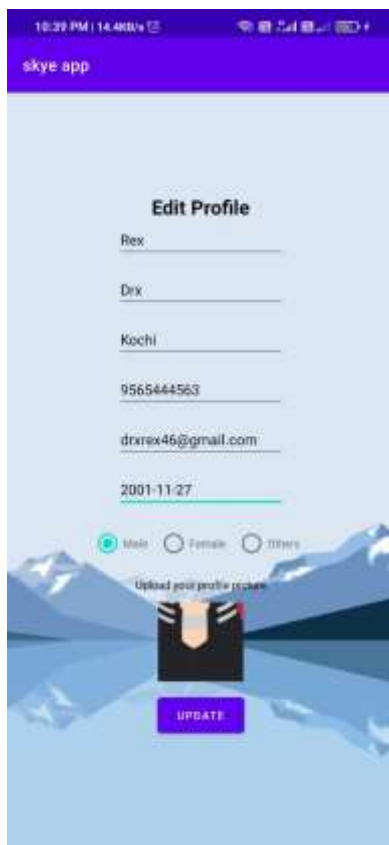 10:39 PM | 14.4KB/s
skye app
Edit Profile
Rex
Drx
Kochi
9565444563
drxrex46@gmail.com
2001-11-27
Male Female Others
Upload your profile picture
UPDATE